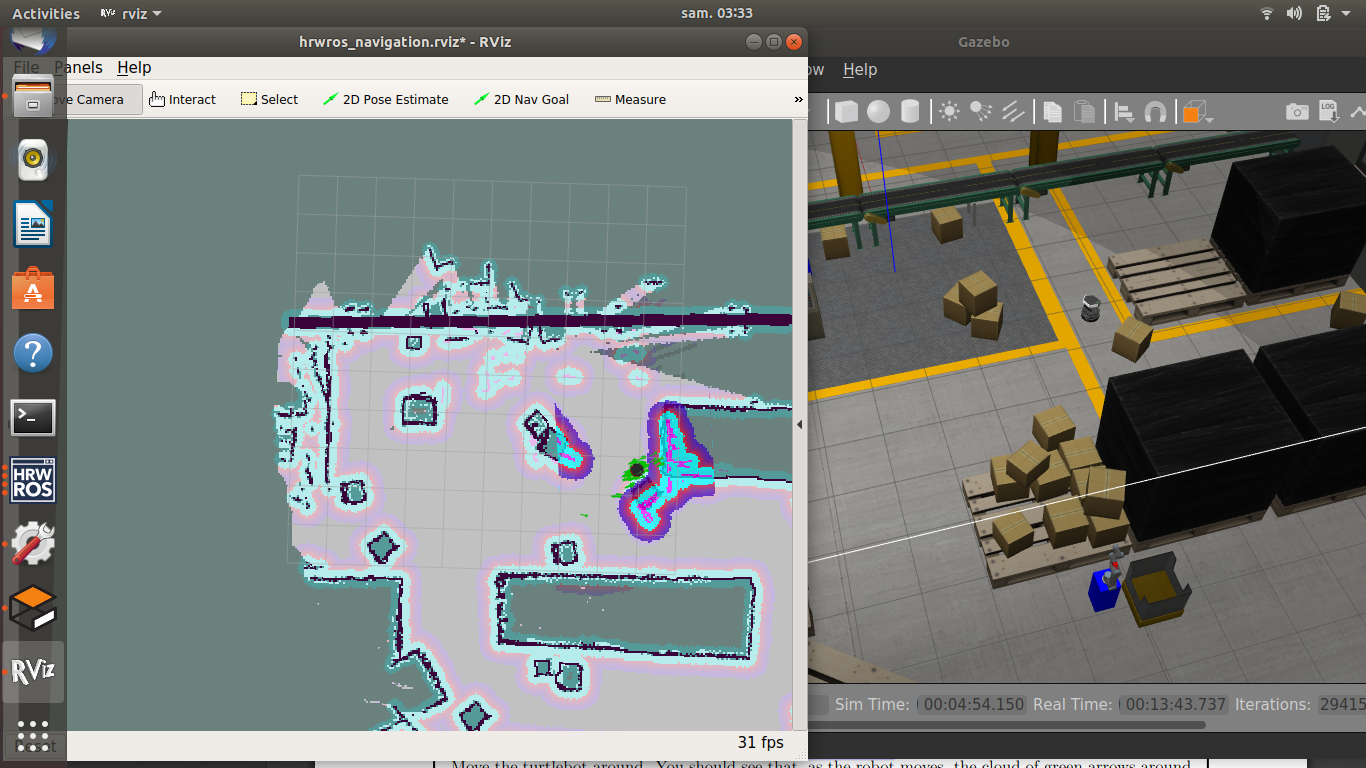 Activities RViz rviz sam. 03:33
hrwros_navigation.rviz* - RViz
Gazebo
File Panels Help
Help
Camera Interact Select 2D Pose Estimate 2D Nav Goal Measure »
LOG
A
?
>_
HRW
ROS
RViz
Sim Time: 00:04:54.150 Real Time: 00:13:43.737 Iterations: 29415
Reset
31 fps
Move the turtlebot around. You should see that, as the robot moves, the cloud of green arrows around